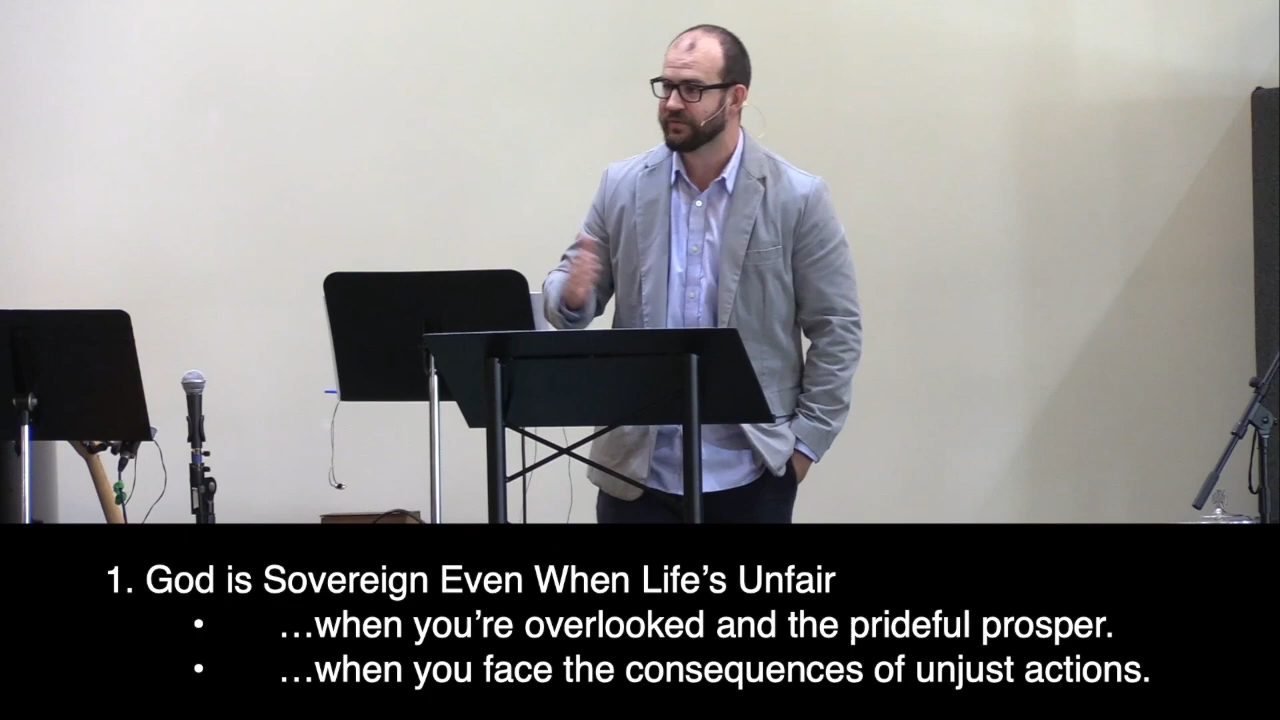 1. God is Sovereign Even When Life’s Unfair
• …when you’re overlooked and the prideful prosper.
• …when you face the consequences of unjust actions.